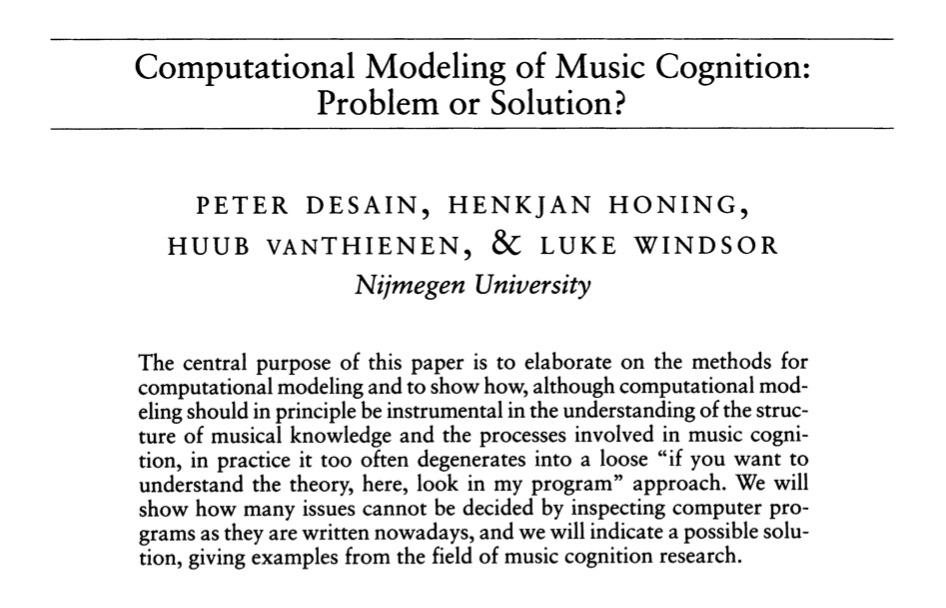 Computational Modeling of Music Cognition:
Problem or Solution?
PETER DESAIN, HENKJAN HONING,
HUUB VANTHIENEN, & LUKE WINDSOR
Nijmegen University
The central purpose of this paper is to elaborate on the methods for
computational modeling and to show how, although computational mod-
eling should in principle be instrumental in the understanding of the struc-
ture of musical knowledge and the processes involved in music cogni-
tion, in practice it too often degenerates into a loose “if you want to
understand the theory, here, look in my program” approach. We will
show how many issues cannot be decided by inspecting computer pro-
grams as they are written nowadays, and we will indicate a possible solu-
tion, giving examples from the field of music cognition research.